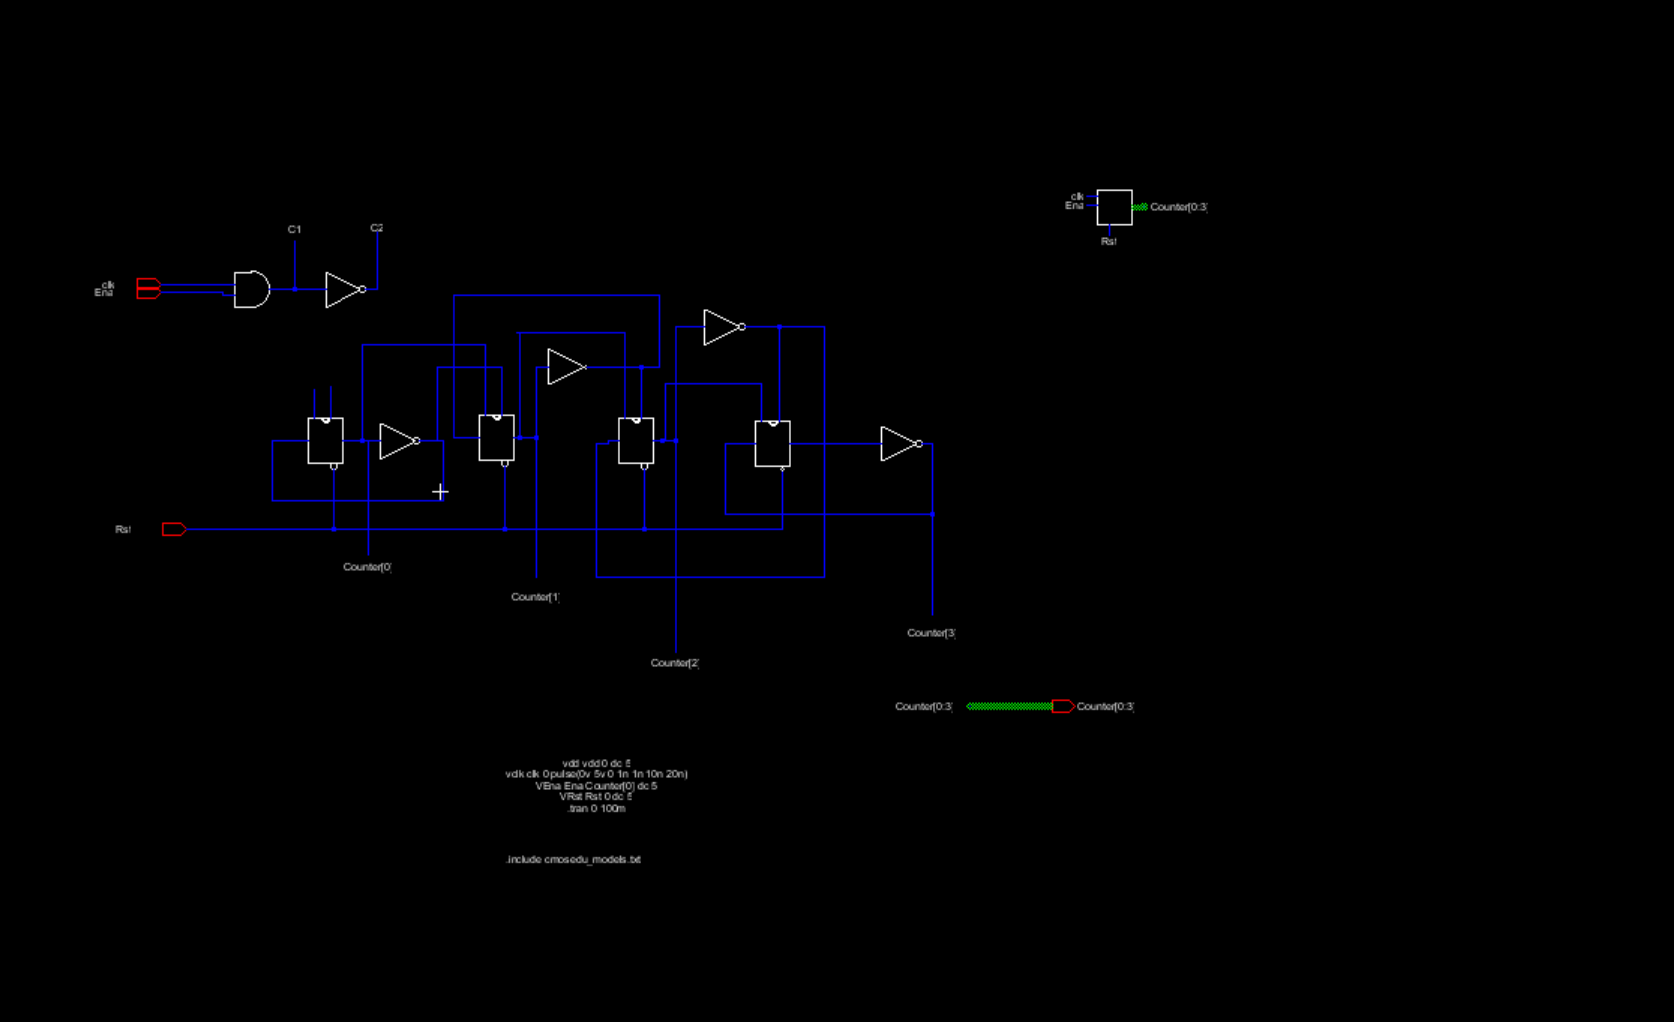 clk
Ena
Counter[0:3]
Rst
C1
C2
clk
Ena
Rst
Counter[0]
Counter[1]
Counter[3]
Counter[2]
Counter[0:3]
Counter[0:3]
vdd vdd 0 dc 5
vclk clk 0 pulse(0v 5v 0 1n 1n 10n 20n)
VEna Ena Counter[0] dc 5
VRst Rst 0 dc 5
.tran 0 100m
.include cmosedu_models.txt